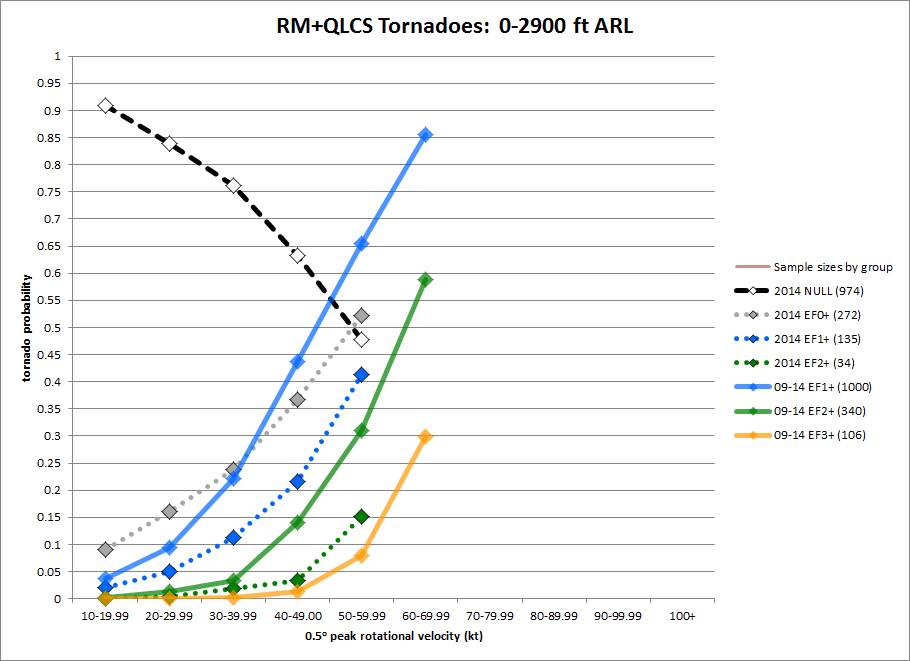 RM+QLCS Tornadoes: 0-2900 ft ARL
1
0.95
0.9
0.85
0.8
0.75
0.7
0.65
0.6
0.55
0.5
0.45
0.4
0.35
0.3
0.25
0.2
0.15
0.1
0.05
0
tornado probability
10-19.99 20-29.99 30-39.99 40-49.00 50-59.99 60-69.99 70-79.99 80-89.99 90-99.99 100+
0.5° peak rotational velocity (kt)
Sample sizes by group
2014 NULL (974)
2014 EF0+ (272)
2014 EF1+ (135)
2014 EF2+ (34)
09-14 EF1+ (1000)
09-14 EF2+ (340)
09-14 EF3+ (106)